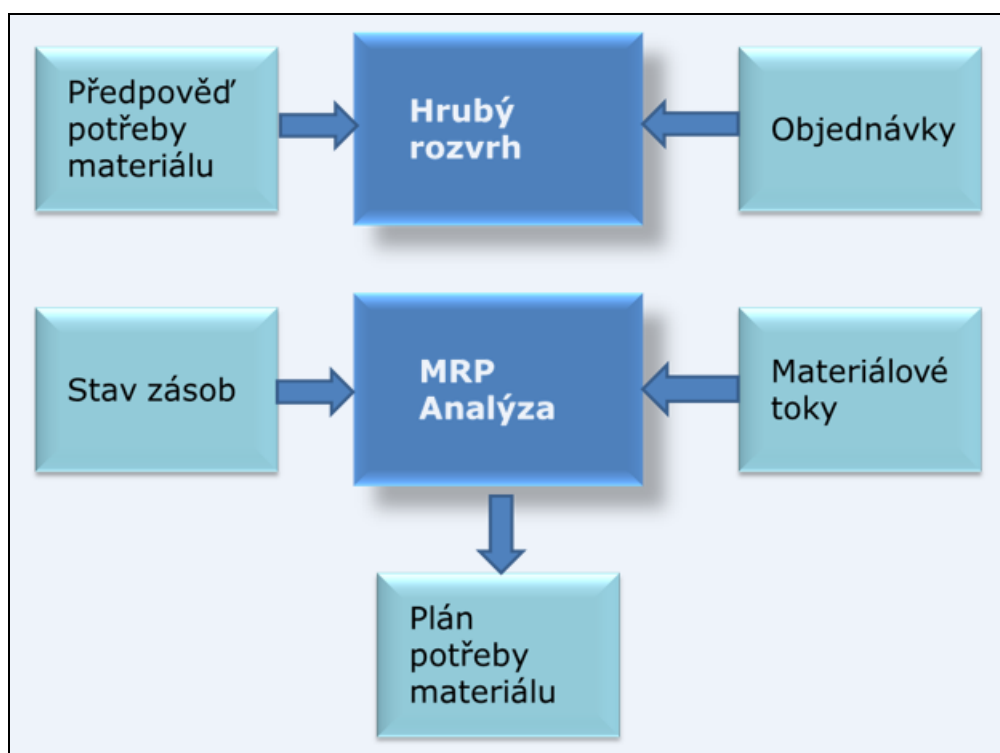 Předpověď
potřeby
materiálu
Hrubý
rozvrh
Objednávky
Stav zásob
MRP
Analýza
Materiálové
toky
Plán
potřeby
materiálu